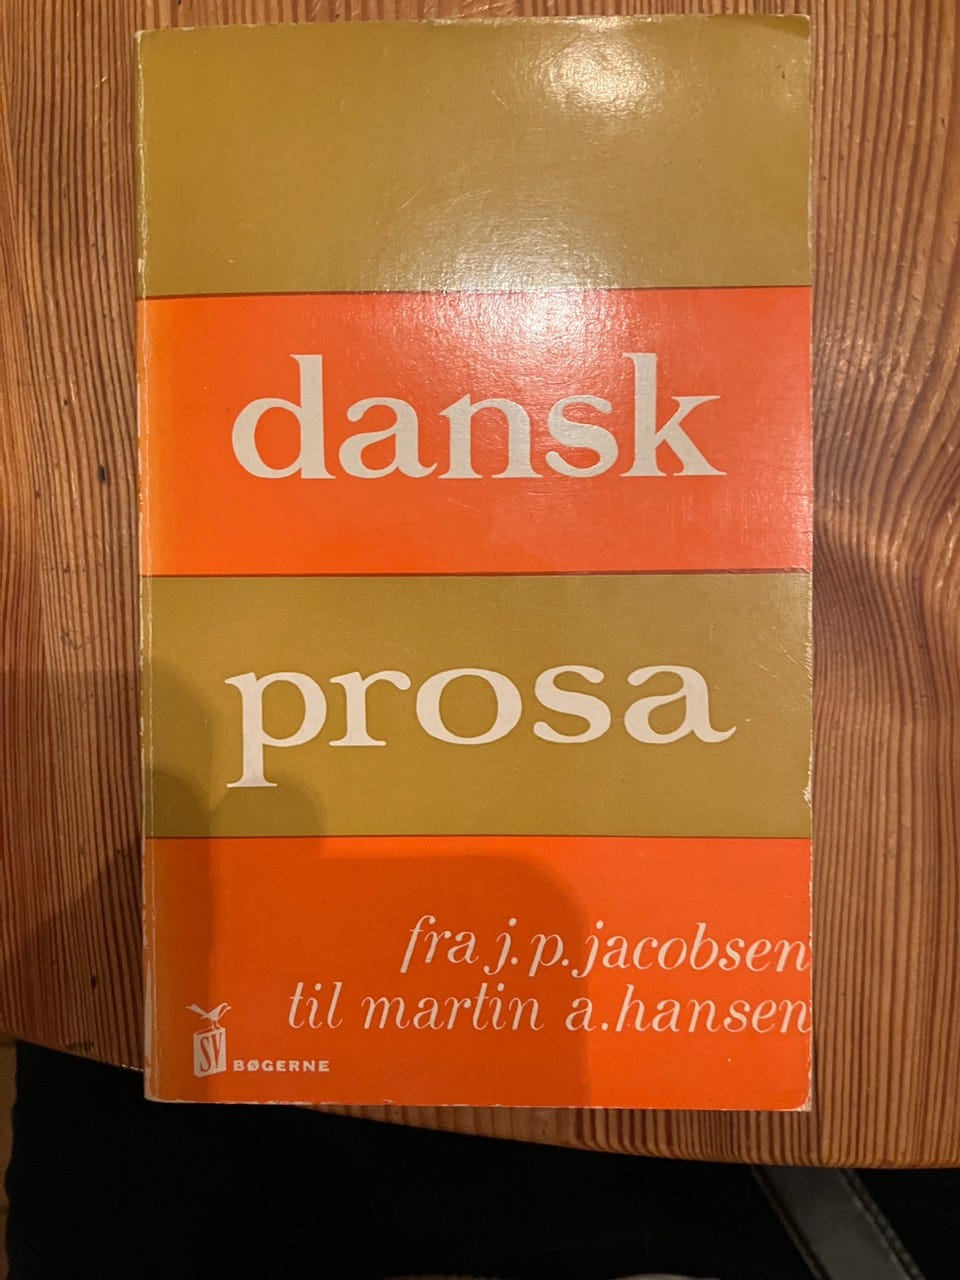 dansk
prosa
fra j.p.jacobsen
til martin a.hansen
SV BØGERNE